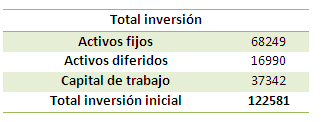 Total inversión
Activos fijos 68249
Activos diferidos 16990
Capital de trabajo 37342
Total inversión inicial 122581